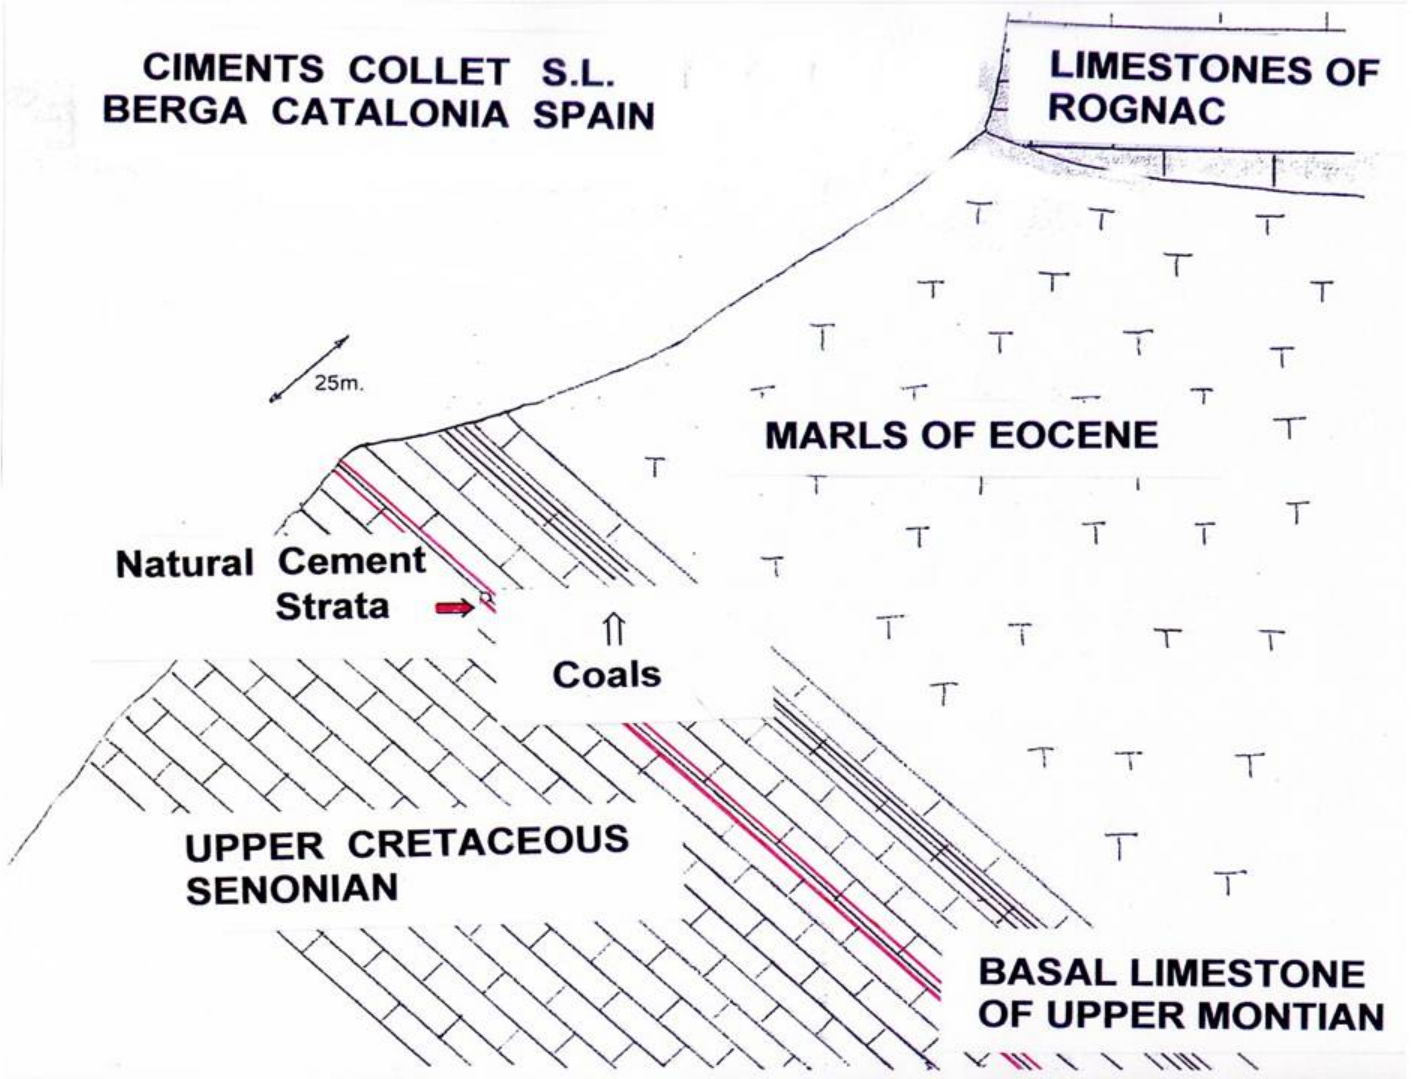 CIMENTS COLLET S.L.
BERGA CATALONIA SPAIN
LIMESTONES OF
ROGNAC
25m.
MARLS OF EOCENE
Natural Cement
Strata
Coals
UPPER CRETACEOUS
SENONIAN
BASAL LIMESTONE
OF UPPER MONTIAN